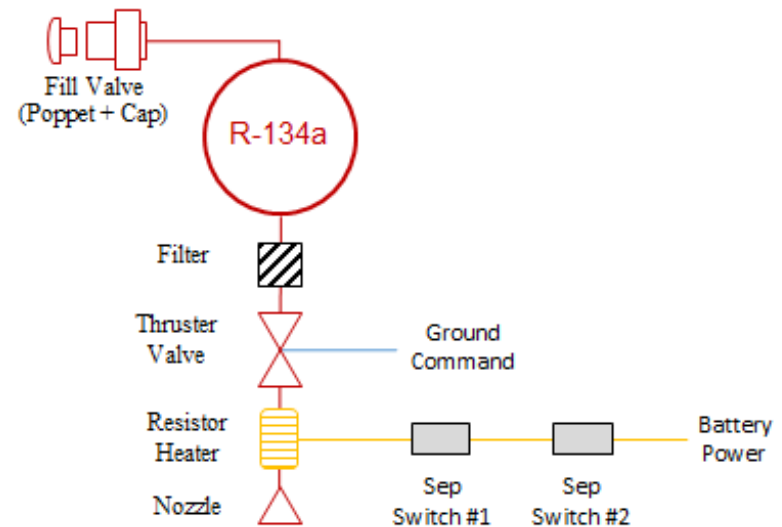 Fill Valve
(Poppet + Cap)
R-134a
Filter
Thruster
Valve
Ground
Command
Resistor
Heater
Battery
Power
Sep
Switch #1
Sep
Switch #2
Nozzle